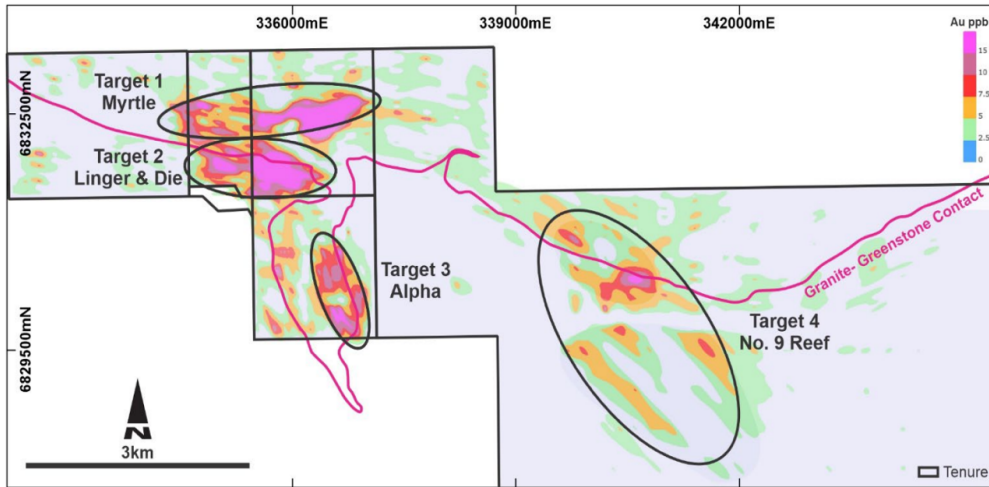 336000mE
339000mE
342000mE
Au ppb
15
10
7.5
5
2.5
0
6832500mN
6829500mN
Target 1
Myrtle
Target 2
Linger & Die
Target 3
Alpha
Target 4
No. 9 Reef
Granite- Greenstone Contact
N
3km
Tenure